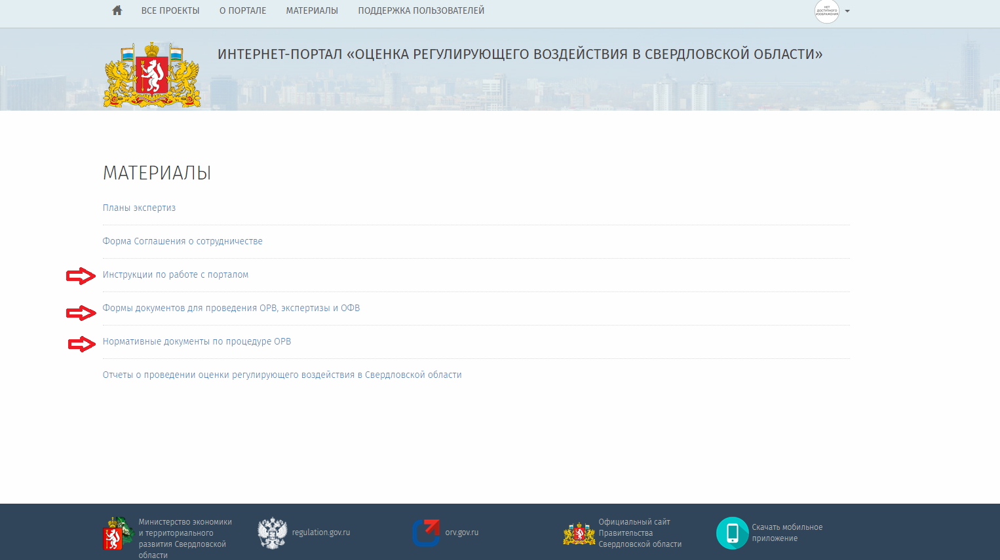 ВСЕ ПРОЕКТЫ О ПОРТАЛЕ МАТЕРИАЛЫ ПОДДЕРЖКА ПОЛЬЗОВАТЕЛЕЙ
НЕТ
ДОСТУПНОГО
ИЗОБРАЖЕНИЯ
ИНТЕРНЕТ-ПОРТАЛ «ОЦЕНКА РЕГУЛИРУЮЩЕГО ВОЗДЕЙСТВИЯ В СВЕРДЛОВСКОЙ ОБЛАСТИ»
МАТЕРИАЛЫ
Планы экспертиз
Форма Соглашения о сотрудничестве
Инструкции по работе с порталом
Формы документов для проведения ОРВ, экспертизы и ОФВ
Нормативные документы по процедуре ОРВ
Отчеты о проведении оценки регулирующего воздействия в Свердловской области
Министерство экономики
и территориального
развития Свердловской
области
regulation.gov.ru
orv.gov.ru
Официальный сайт
Правительства
Свердловской области
Скачать мобильное
приложение